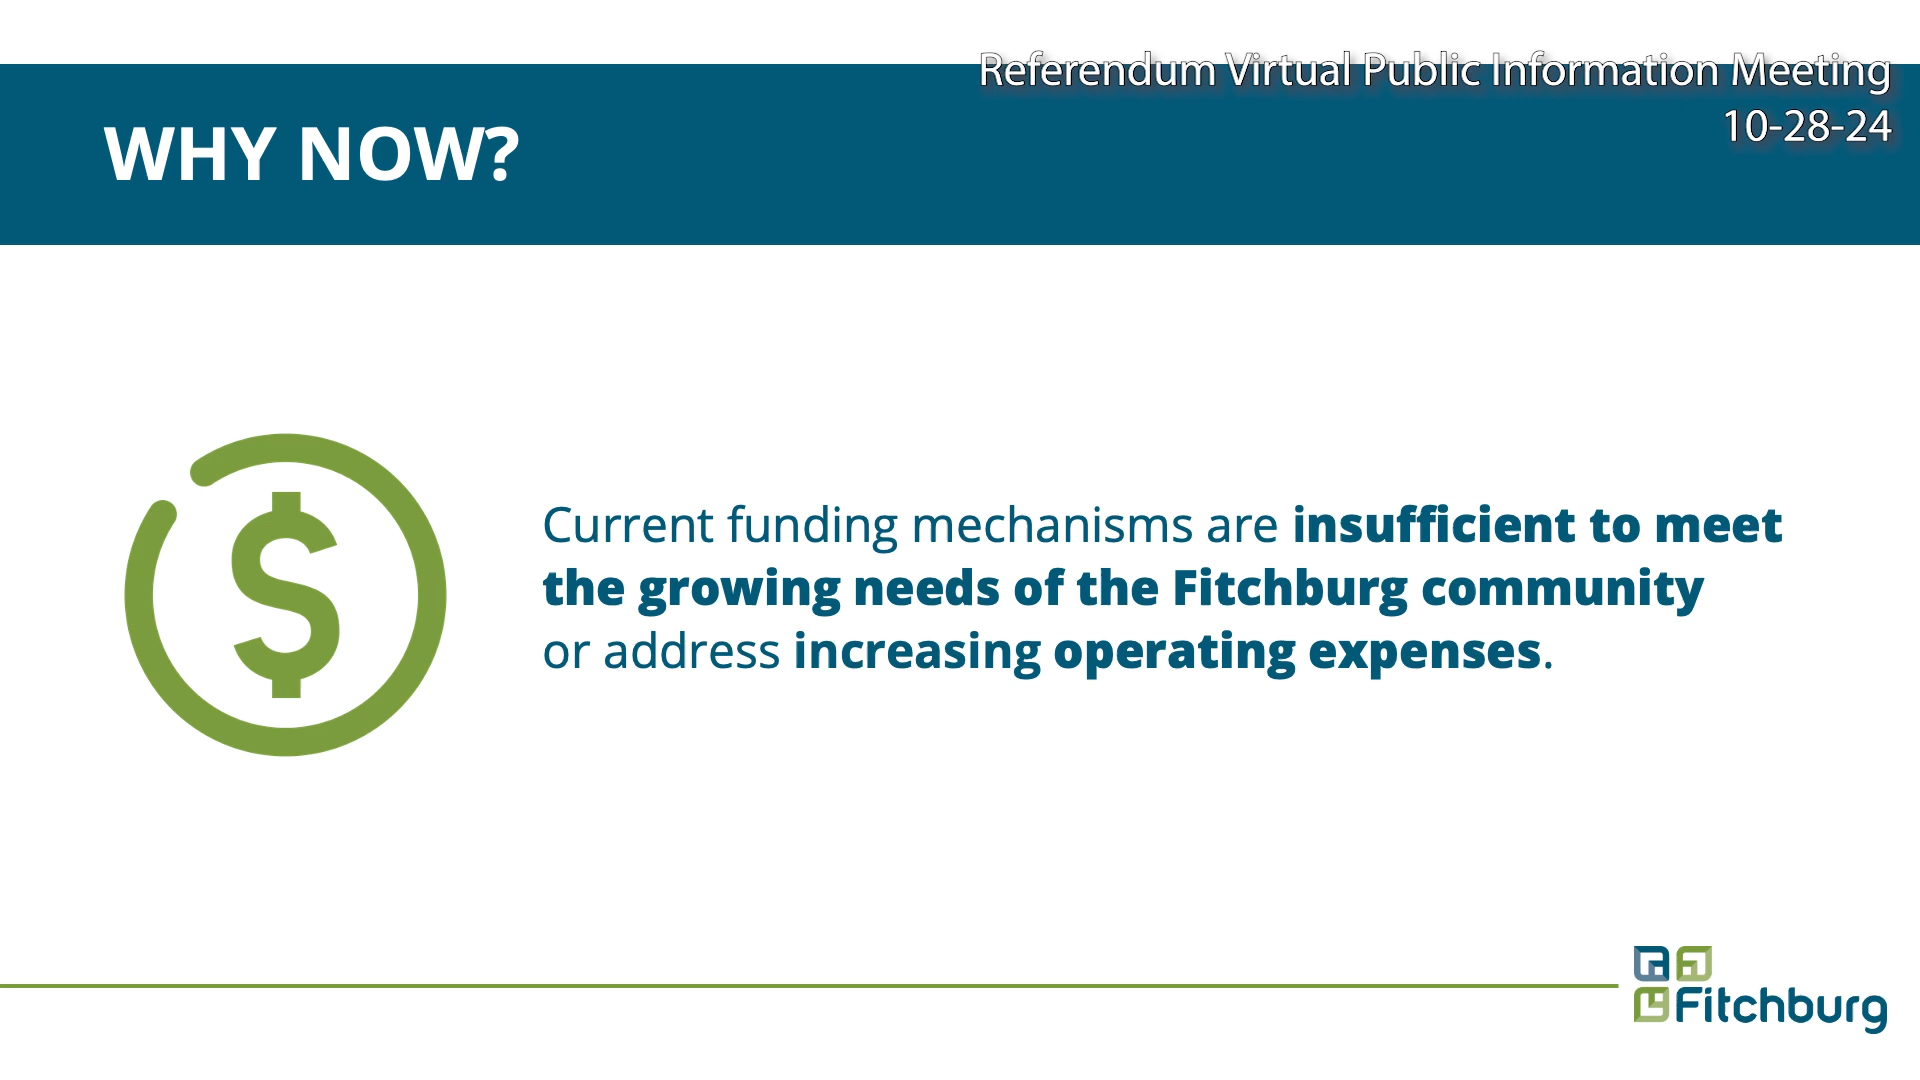 Referendum Virtual Public Information Meeting
10-28-24
WHY NOW?
$
Current funding mechanisms are insufficient to meet
the growing needs of the Fitchburg community
or address increasing operating expenses.
Fitchburg